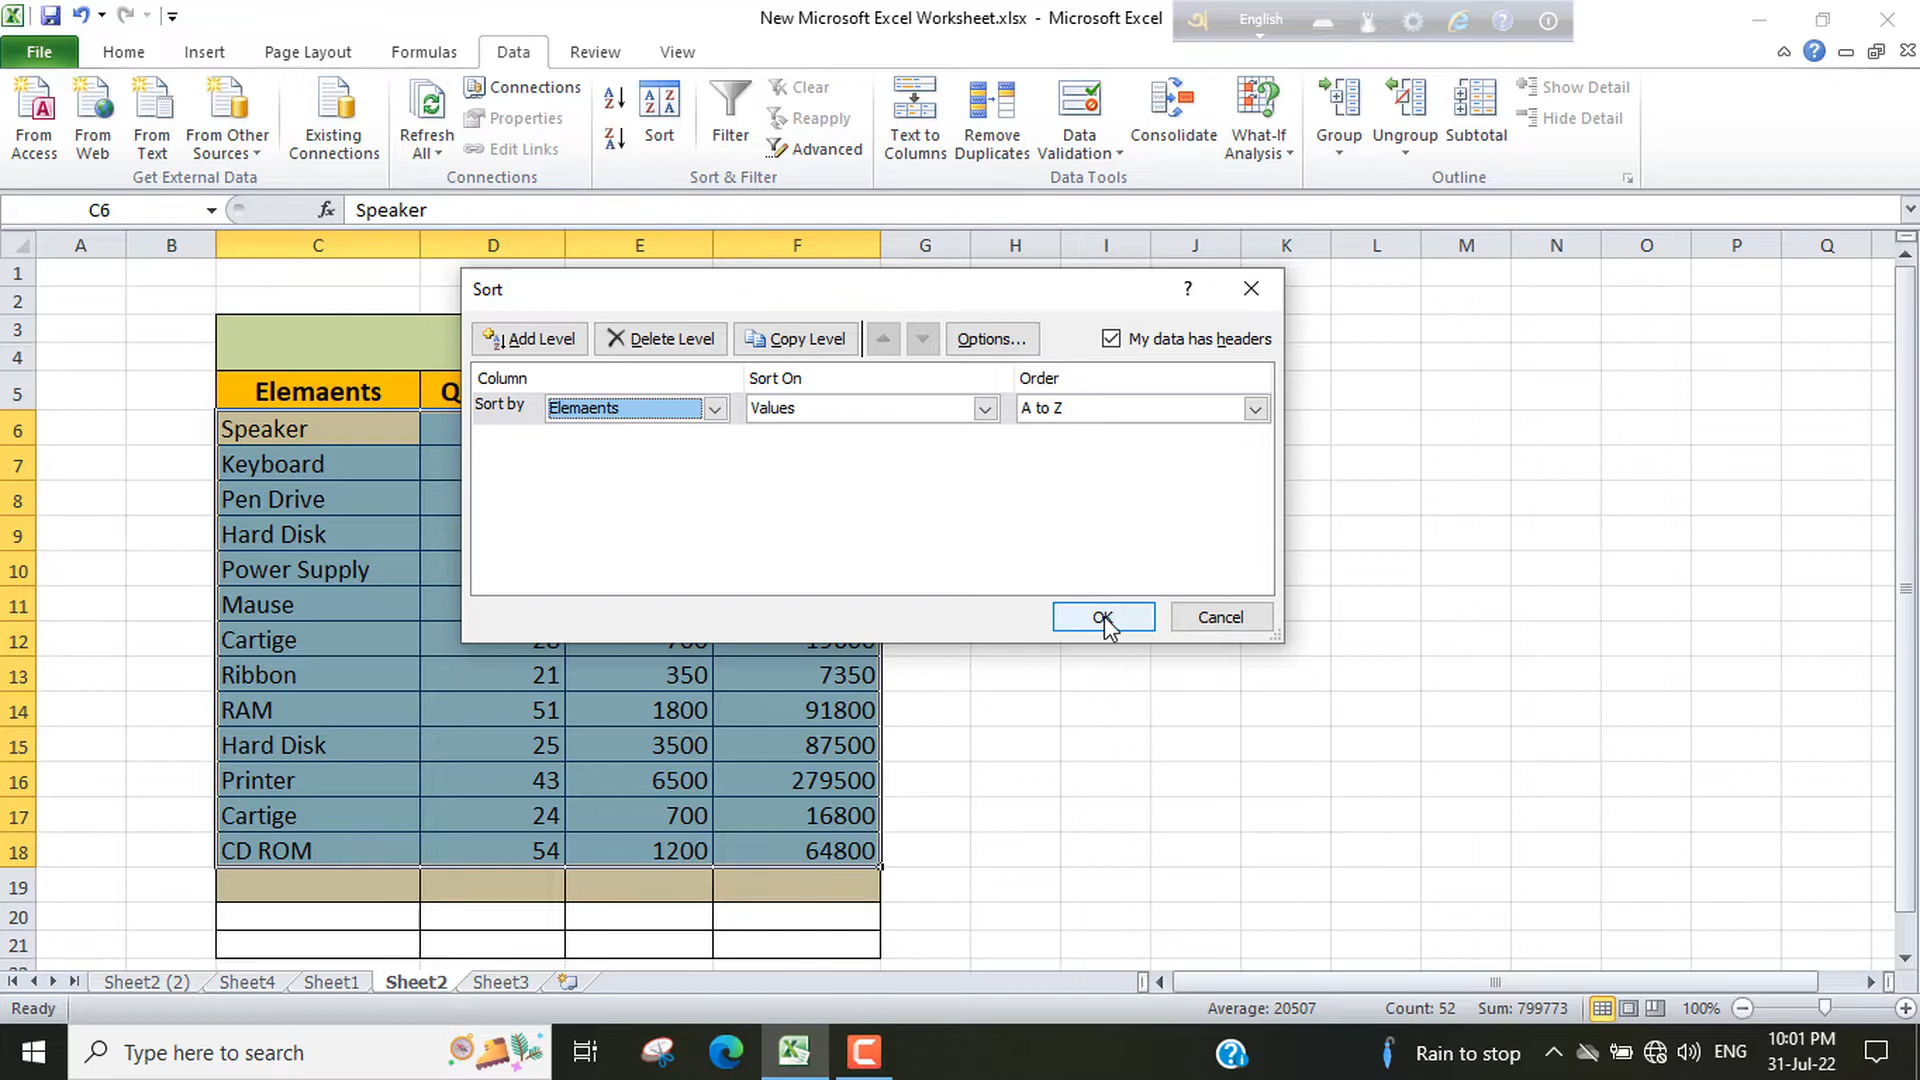 New Microsoft Excel Worksheet.xlsx - Microsoft Excel
English
File Home Insert Page Layout Formulas Data Review View
From Access
From Web
From Text
From Other Sources
Existing Connections
Get External Data
Refresh All
Connections
Properties
Edit Links
Connections
Sort
Filter
Clear
Reapply
Advanced
Sort & Filter
Text to Columns
Remove Duplicates
Data Validation
Consolidate
What-If Analysis
Data Tools
Group
Ungroup
Subtotal
Show Detail
Hide Detail
Outline
C6 fx Speaker
A B C D E F G H I J K L M N O P Q
1
2
3
4
5 Elemaents Q
6 Speaker
7 Keyboard
8 Pen Drive
9 Hard Disk
10 Power Supply
11 Mause
12 Cartige
13 Ribbon 21 350 7350
14 RAM 51 1800 91800
15 Hard Disk 25 3500 87500
16 Printer 43 6500 279500
17 Cartige 24 700 16800
18 CD ROM 54 1200 64800
19
20
21
Sort ?
Add Level Delete Level Copy Level Options... My data has headers
Column Sort On Order
Sort by Elemaents Values A to Z
OK Cancel
Sheet2 (2) Sheet4 Sheet1 Sheet2 Sheet3
Ready Average: 20507 Count: 52 Sum: 799773 100%
Type here to search
Rain to stop ENG 10:01 PM
31-Jul-22